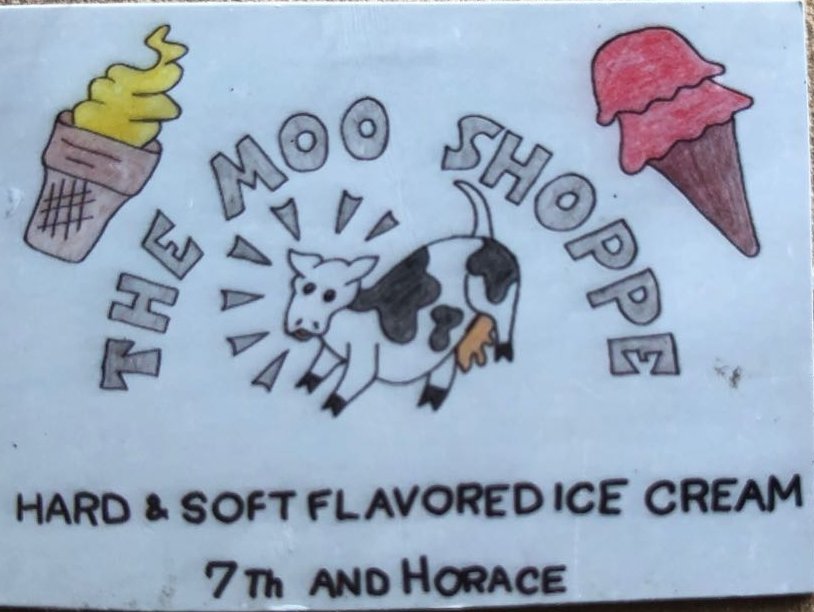 THE MOO SHOPPE
HARD & SOFT FLAVORED ICE CREAM
7Th AND HORACE